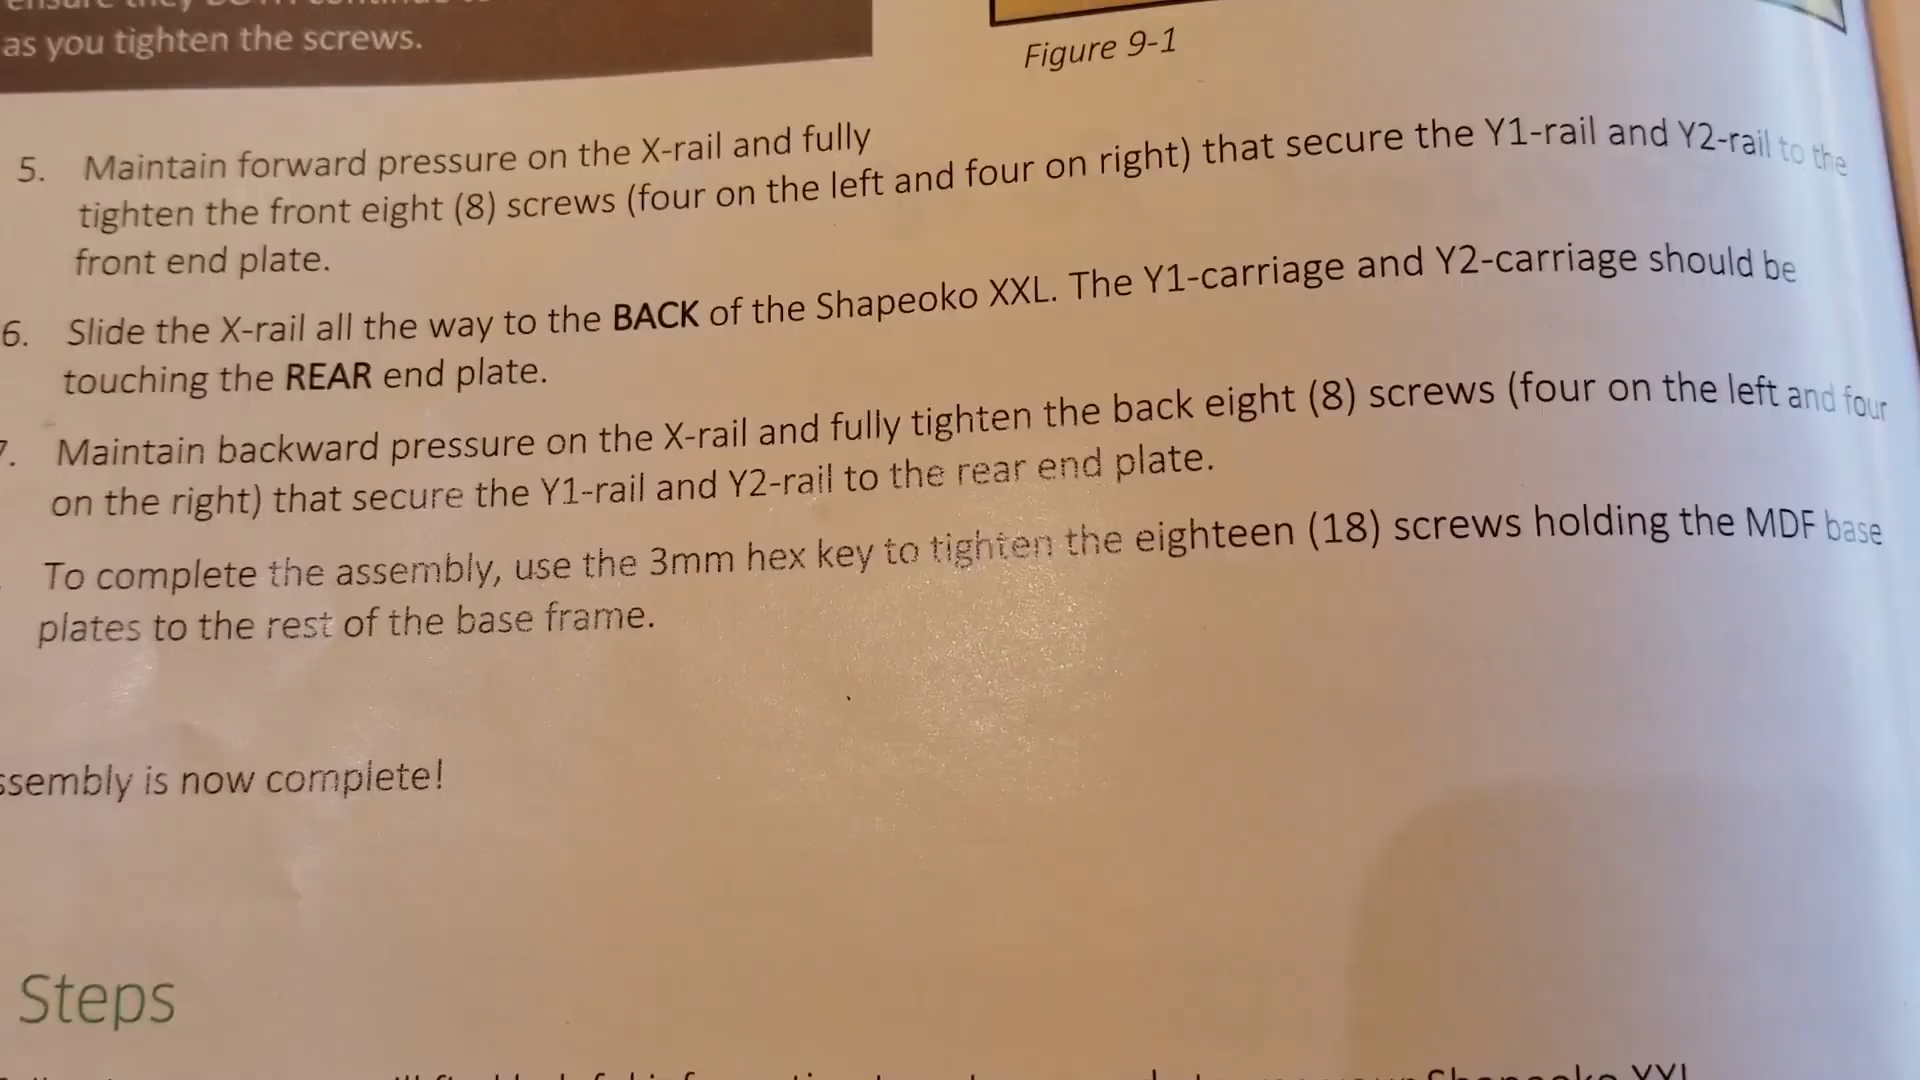 as you tighten the screws.
Figure 9-1
5. Maintain forward pressure on the X-rail and fully
tighten the front eight (8) screws (four on the left and four on right) that secure the Y1-rail and Y2-rail to the
front end plate.
6. Slide the X-rail all the way to the BACK of the Shapeoko XXL. The Y1-carriage and Y2-carriage should be
touching the REAR end plate.
7. Maintain backward pressure on the X-rail and fully tighten the back eight (8) screws (four on the left and four
on the right) that secure the Y1-rail and Y2-rail to the rear end plate.
To complete the assembly, use the 3mm hex key to tighten the eighteen (18) screws holding the MDF base
plates to the rest of the base frame.
ssembly is now complete!
Steps